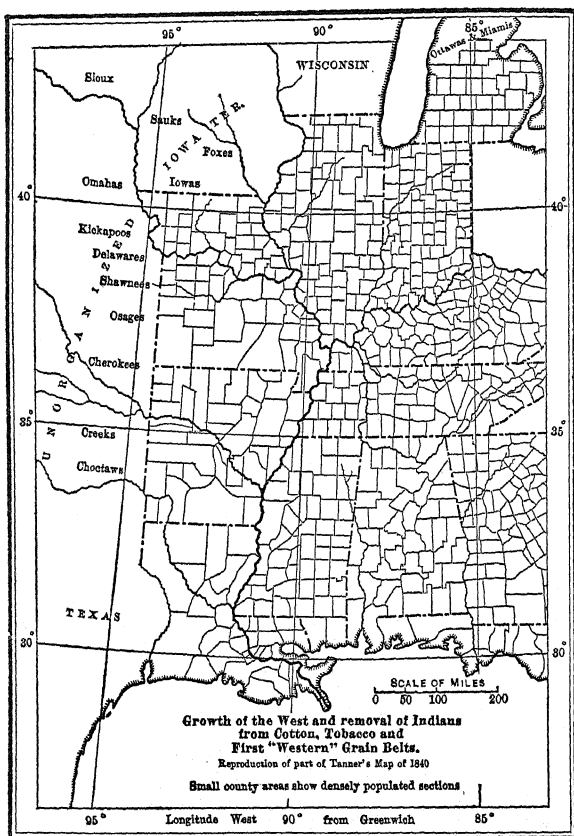 95° 90° 85°
Ottawas & Miamis
Sioux
WISCONSIN
Sauks
IOWA TER.
Foxes
40° Omahas Iowas 40°
Kickapoos
Delawares
Shawnees
Osages
UNORGANIZED
Cherokees
35° 35°
Creeks
Choctaws
TEXAS
30° 30°
SCALE OF MILES
0 50 100 200
Growth of the West and removal of Indians
from Cotton, Tobacco and
First "Western" Grain Belts.
Reproduction of part of Tanner's Map of 1840
Small county areas show densely populated sections
95° Longitude West 90° from Greenwich 85°